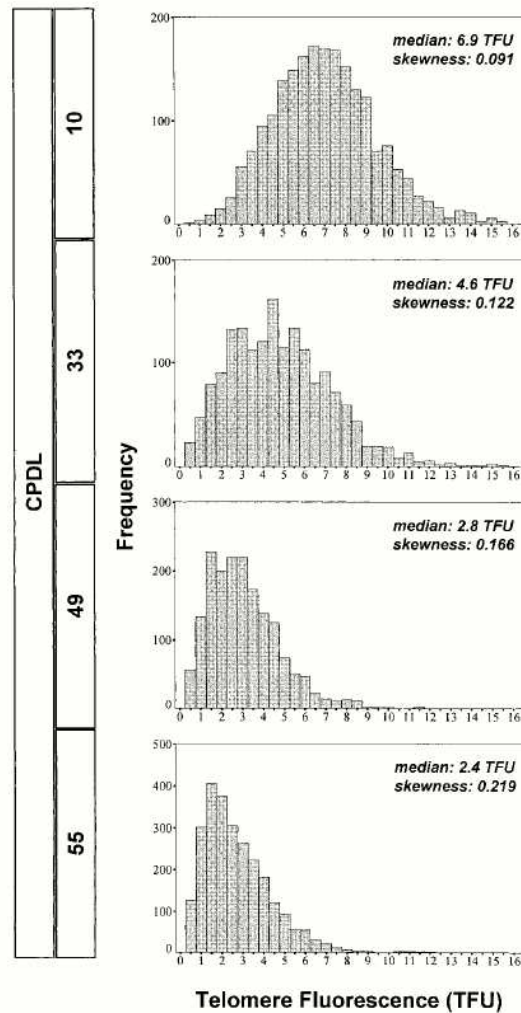 CPDL
Frequency
10
200
100
0
median: 6.9 TFU
skewness: 0.091
0 1 2 3 4 5 6 7 8 9 10 11 12 13 14 15 16
33
200
100
0
median: 4.6 TFU
skewness: 0.122
0 1 2 3 4 5 6 7 8 9 10 11 12 13 14 15 16
49
300
200
100
0
median: 2.8 TFU
skewness: 0.166
0 1 2 3 4 5 6 7 8 9 10 11 12 13 14 15 16
55
500
400
300
200
100
0
median: 2.4 TFU
skewness: 0.219
0 1 2 3 4 5 6 7 8 9 10 11 12 13 14 15 16
Telomere Fluorescence (TFU)